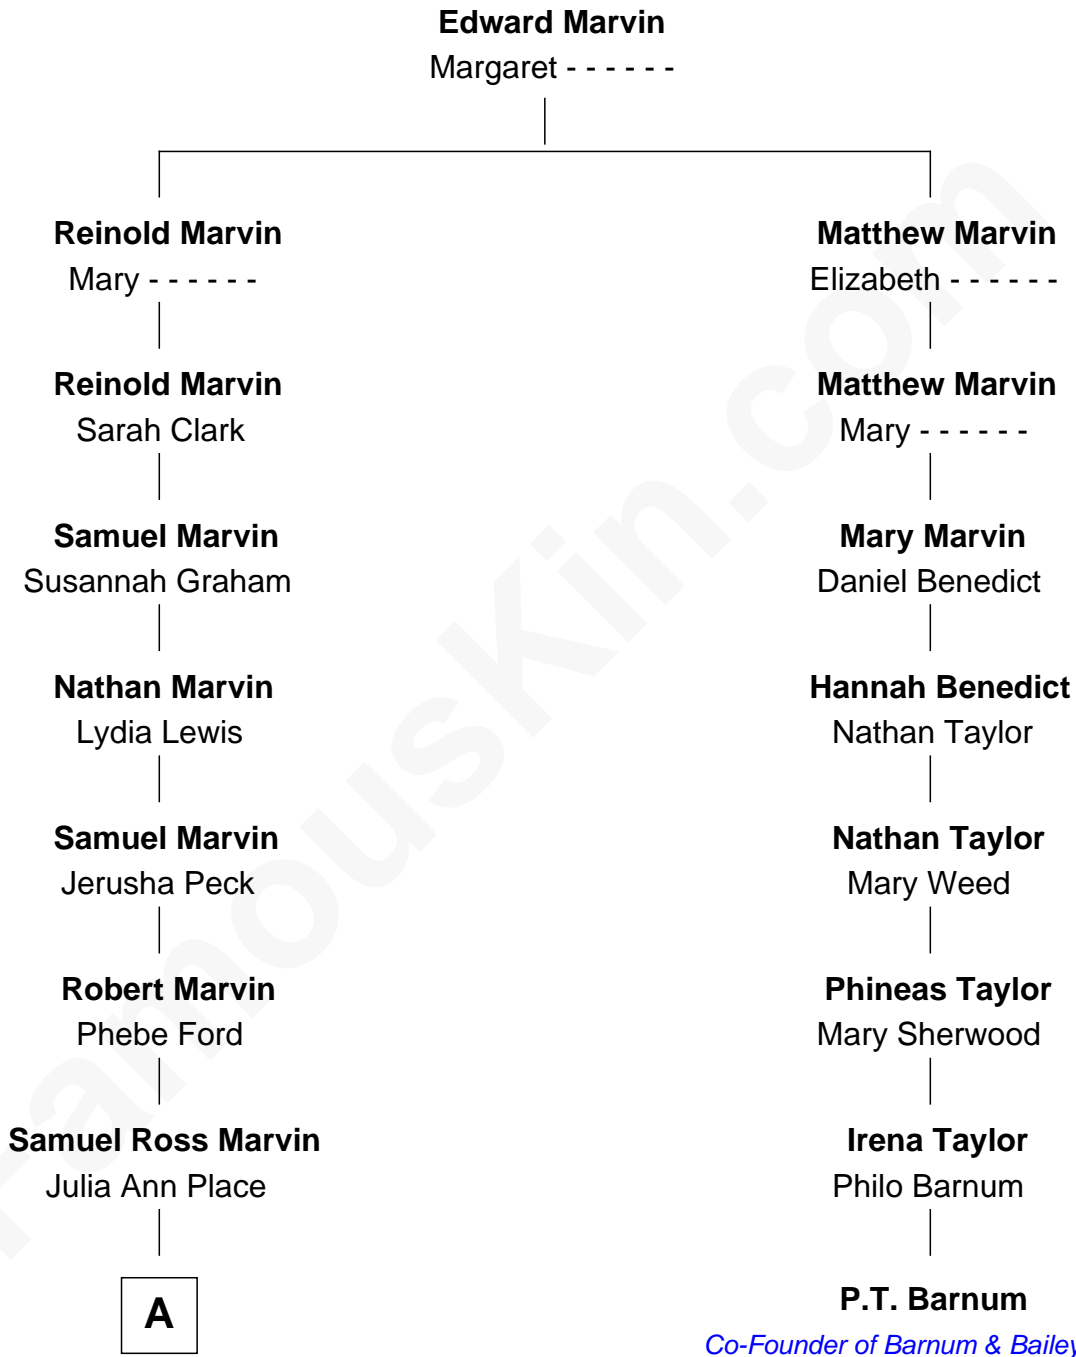 Edward Marvin
Margaret - - - - - -
Reinold Marvin
Mary - - - - - -
Matthew Marvin
Elizabeth - - - - - -
Reinold Marvin
Sarah Clark
Matthew Marvin
Mary - - - - - -
Samuel Marvin
Susannah Graham
Mary Marvin
Daniel Benedict
Nathan Marvin
Lydia Lewis
Hannah Benedict
Nathan Taylor
Samuel Marvin
Jerusha Peck
Nathan Taylor
Mary Weed
Robert Marvin
Phebe Ford
Phineas Taylor
Mary Sherwood
Samuel Ross Marvin
Julia Ann Place
Irena Taylor
Philo Barnum
A
P.T. Barnum
Co-Founder of Barnum & Bailey
FamousKin.com